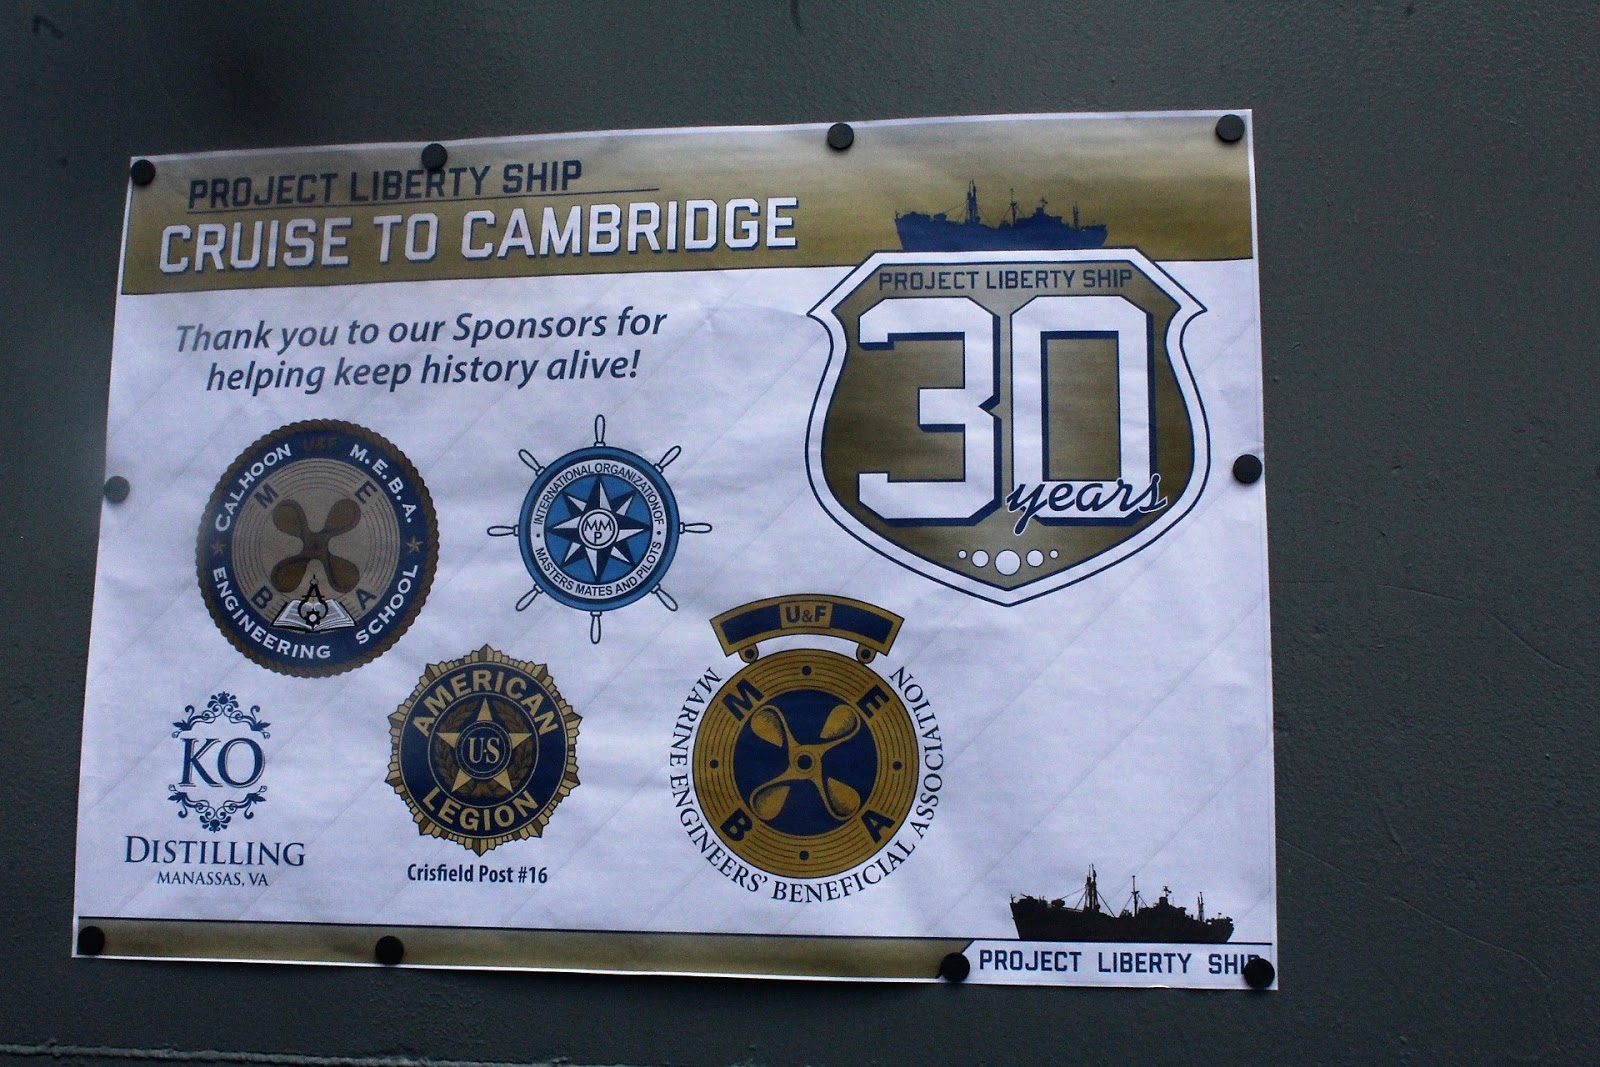 PROJECT LIBERTY SHIP
CRUISE TO CAMBRIDGE
Thank you to our Sponsors for
helping keep history alive!
PROJECT LIBERTY SHIP
30
years
CALHOON U&F M.E.B.A.
ENGINEERING SCHOOL
M E
B A
INTERNATIONAL ORGANIZATION OF
MASTERS MATES AND PILOTS
MM
P
KO
DISTILLING
MANASSAS, VA
AMERICAN
US
LEGION
Crisfield Post #16
U&F
M E
B A
MARINE ENGINEERS' BENEFICIAL ASSOCIATION
PROJECT LIBERTY SHIP